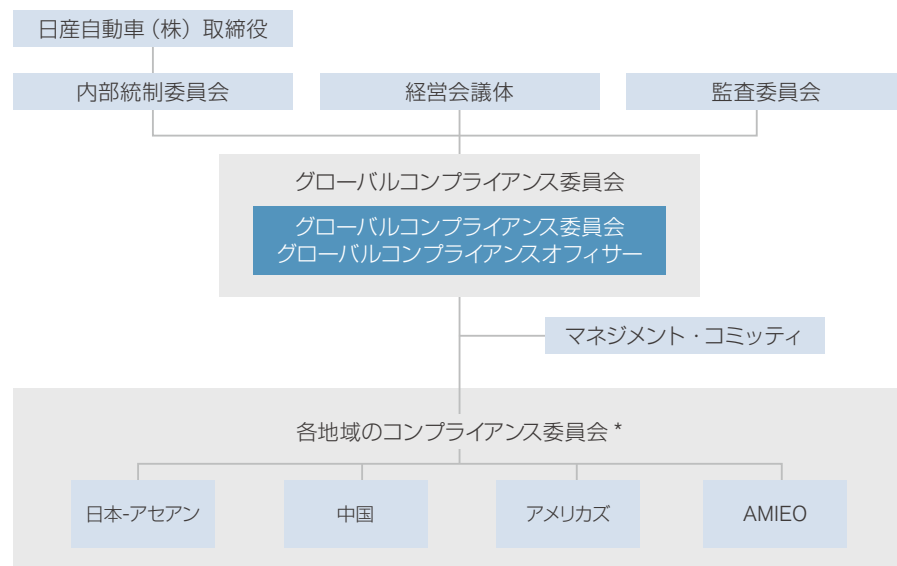 日産自動車（株）取締役
内部統制委員会
経営会議体
監査委員会
グローバルコンプライアンス委員会
グローバルコンプライアンス委員会
グローバルコンプライアンスオフィサー
マネジメント・コミッティ
各地域のコンプライアンス委員会 *
日本-アセアン
中国
アメリカズ
AMIEO